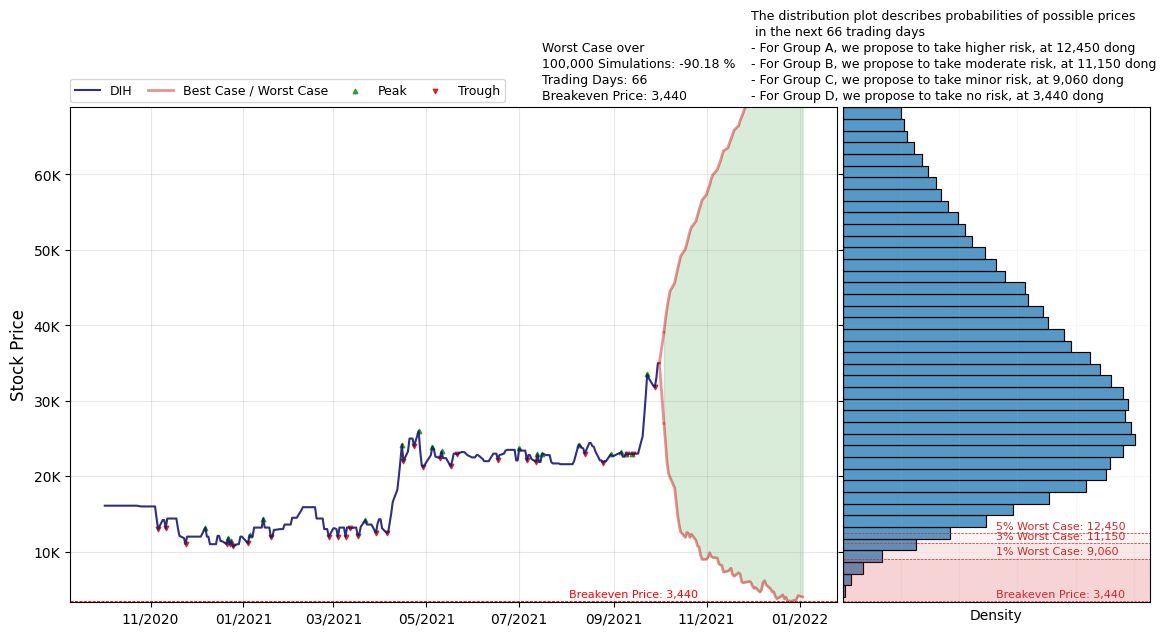 The distribution plot describes probabilities of possible prices
in the next 66 trading days
- For Group A, we propose to take higher risk, at 12,450 dong
- For Group B, we propose to take moderate risk, at 11,150 dong
- For Group C, we propose to take minor risk, at 9,060 dong
- For Group D, we propose to take no risk, at 3,440 dong
Worst Case over
100,000 Simulations: -90.18 %
Trading Days: 66
Breakeven Price: 3,440
DIH
Best Case / Worst Case
Peak
Trough
Stock Price
60K
50K
40K
30K
20K
10K
Breakeven Price: 3,440
11/2020
01/2021
3/2021
05/2021
07/2021
09/2021
11/2021
01/2022
5% Worst Case: 12,450
3% Worst Case: 11,150
1% Worst Case: 9,060
Breakeven Price: 3,440
Density